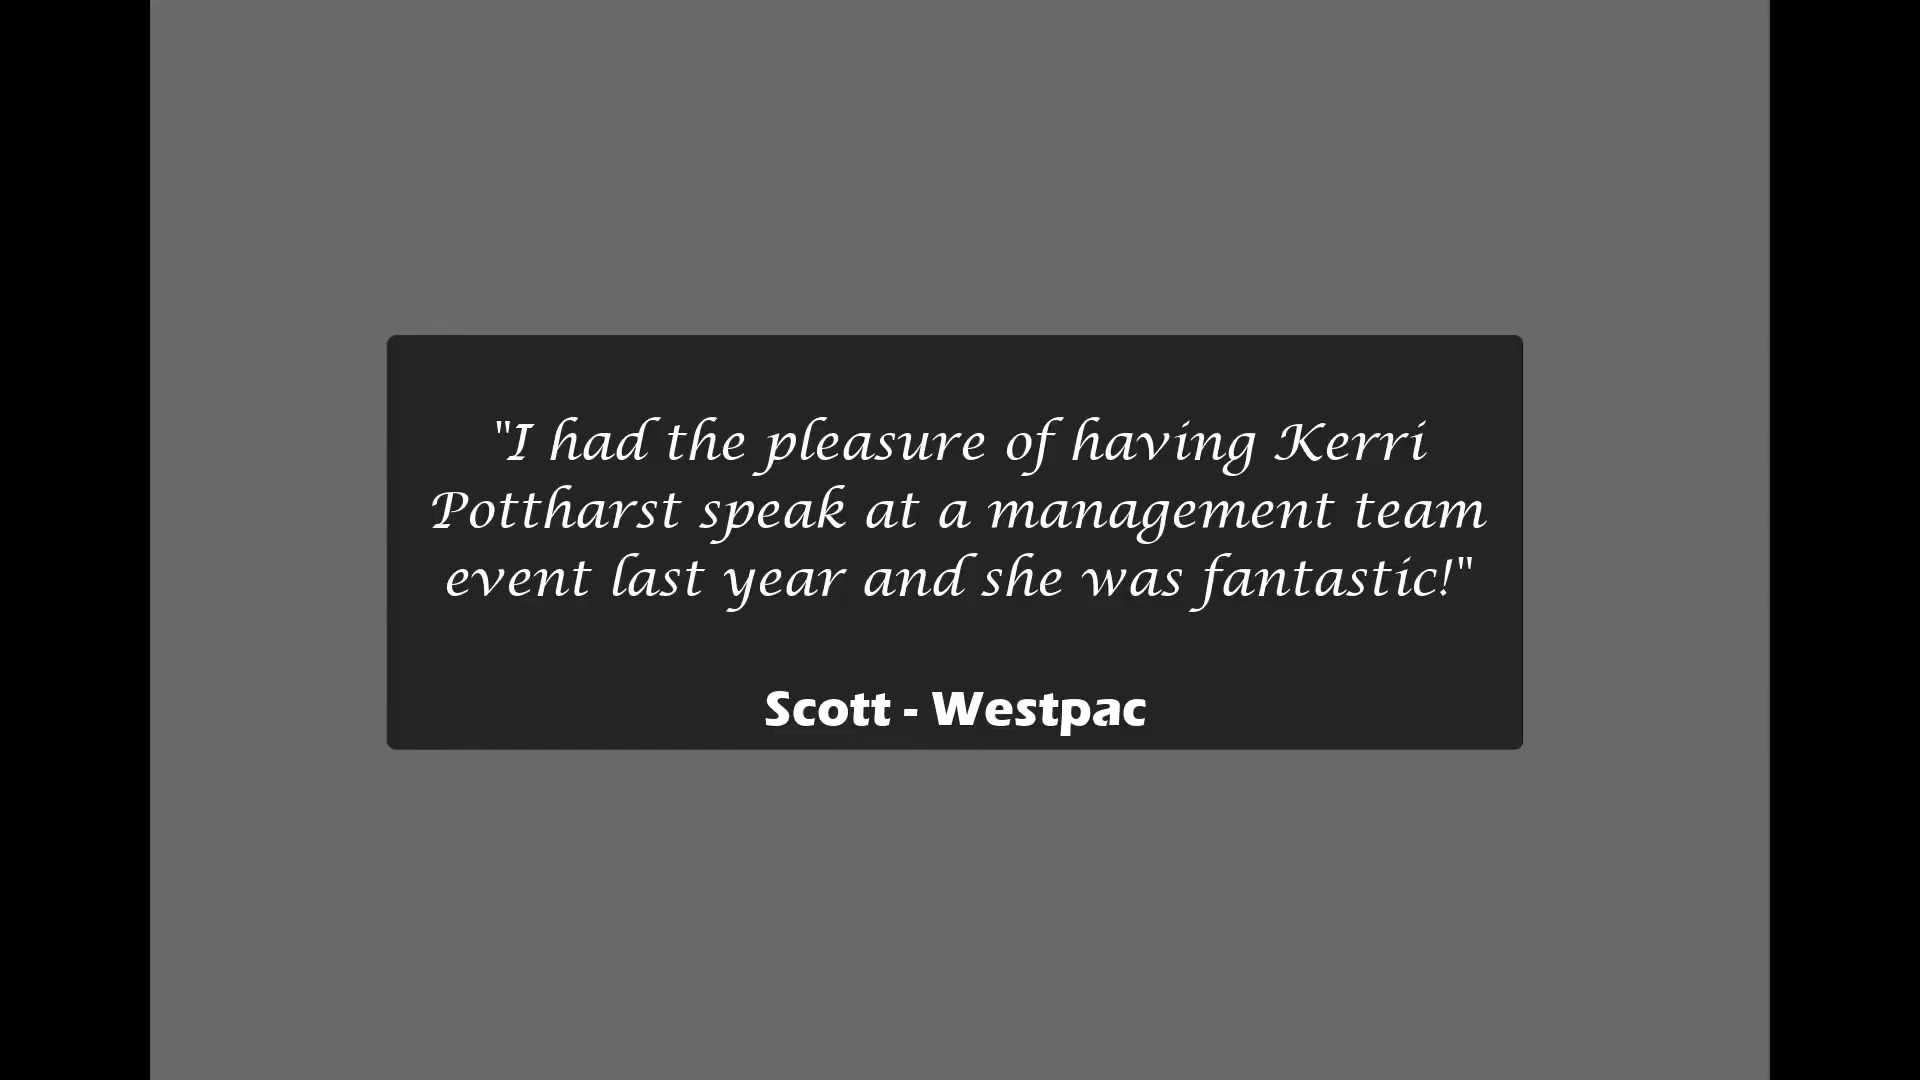 "I had the pleasure of having Kerri
Pottharst speak at a management team
event last year and she was fantastic!"
Scott - Westpac